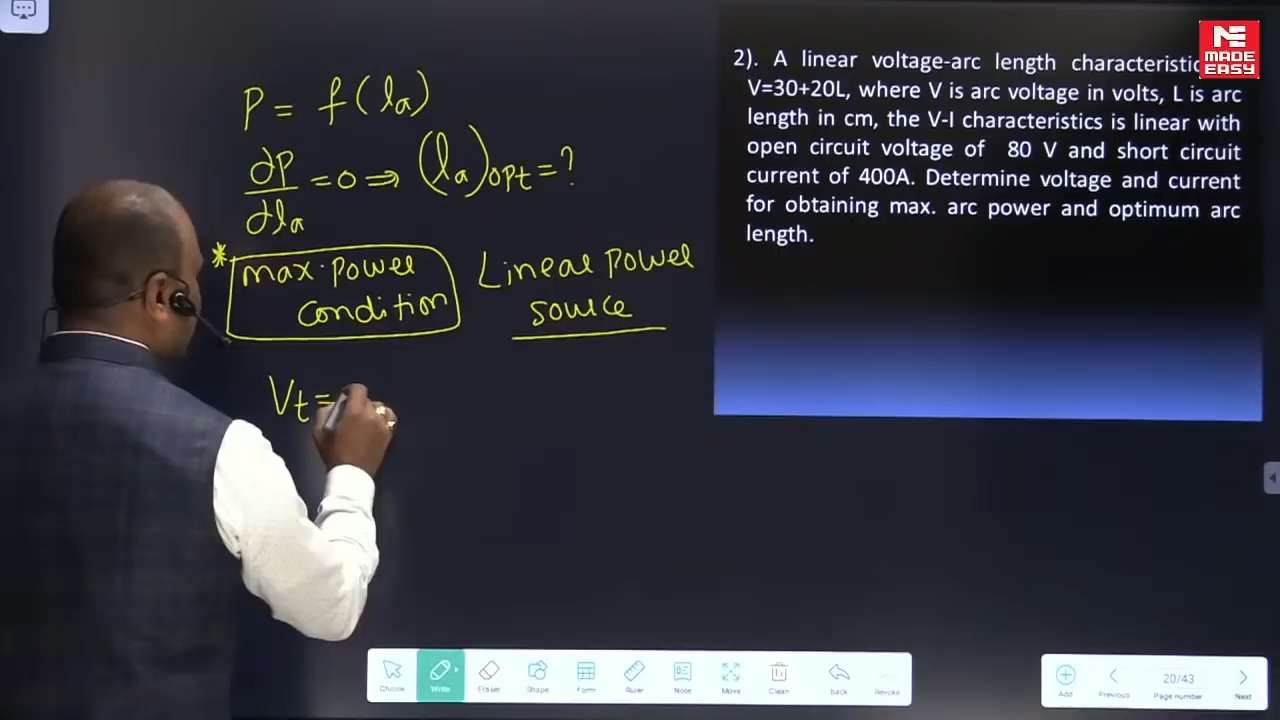 P = f(la)
dP/dla = 0 ⇒ (la)opt = ?
* max. power condition
Linear power source
Vt =
2). A linear voltage-arc length characteristic
V=30+20L, where V is arc voltage in volts, L is arc
length in cm, the V-I characteristics is linear with
open circuit voltage of 80 V and short circuit
current of 400A. Determine voltage and current
for obtaining max. arc power and optimum arc
length.
MADE
EASY
Choice
Write
Eraser
Shape
Form
Ruler
Note
Move
Clean
back
Revoke
Add
Previous
20/43
Page number
Next